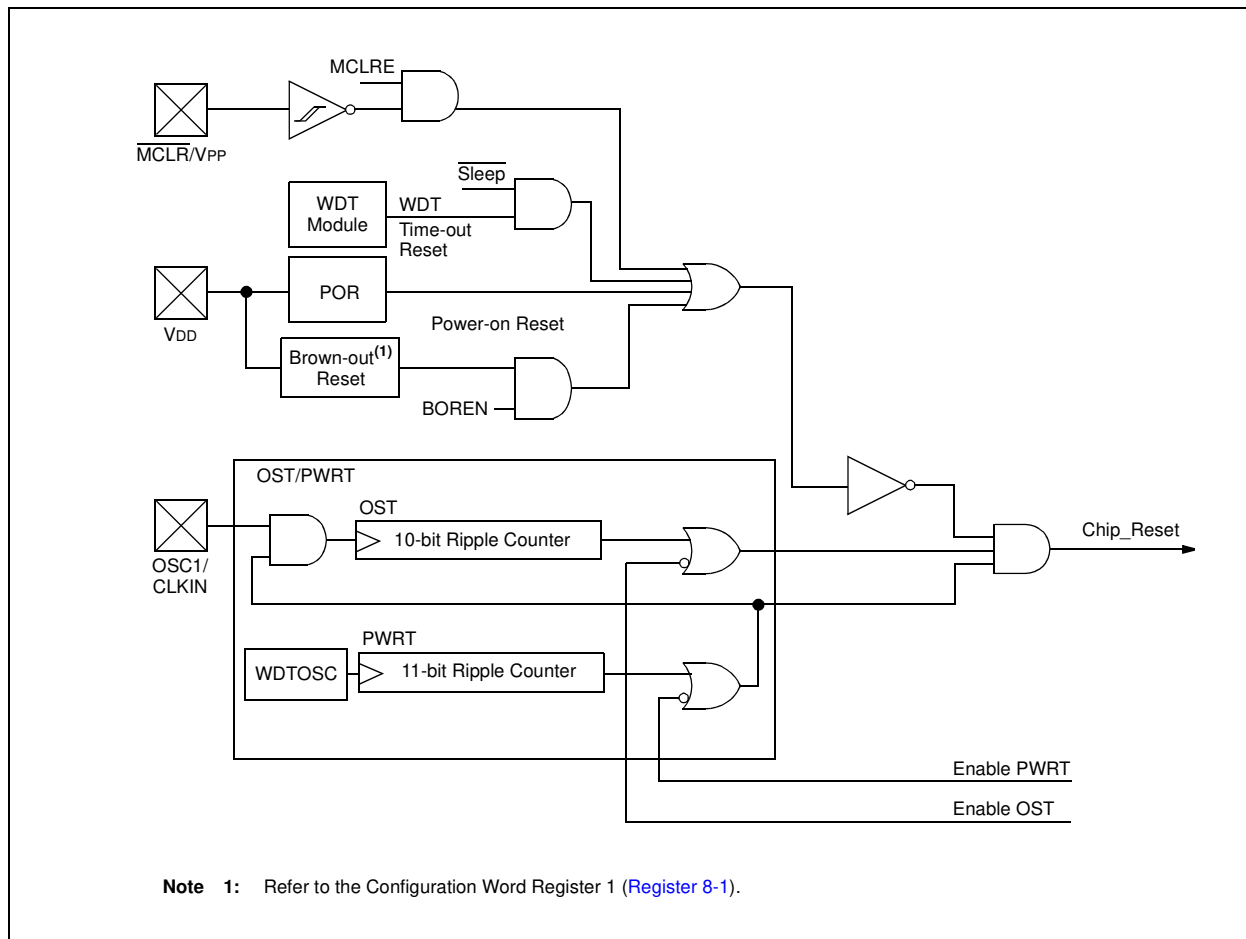 MCLRE
MCLR/VPP
Sleep
WDT
Module
WDT
Time-out
Reset
POR
VDD
Power-on Reset
Brown-out(1)
Reset
BOREN
OST/PWRT
OST
10-bit Ripple Counter
OSC1/
CLKIN
Chip_Reset
PWRT
WDTOSC
11-bit Ripple Counter
Enable PWRT
Enable OST
Note 1: Refer to the Configuration Word Register 1 (Register 8-1).